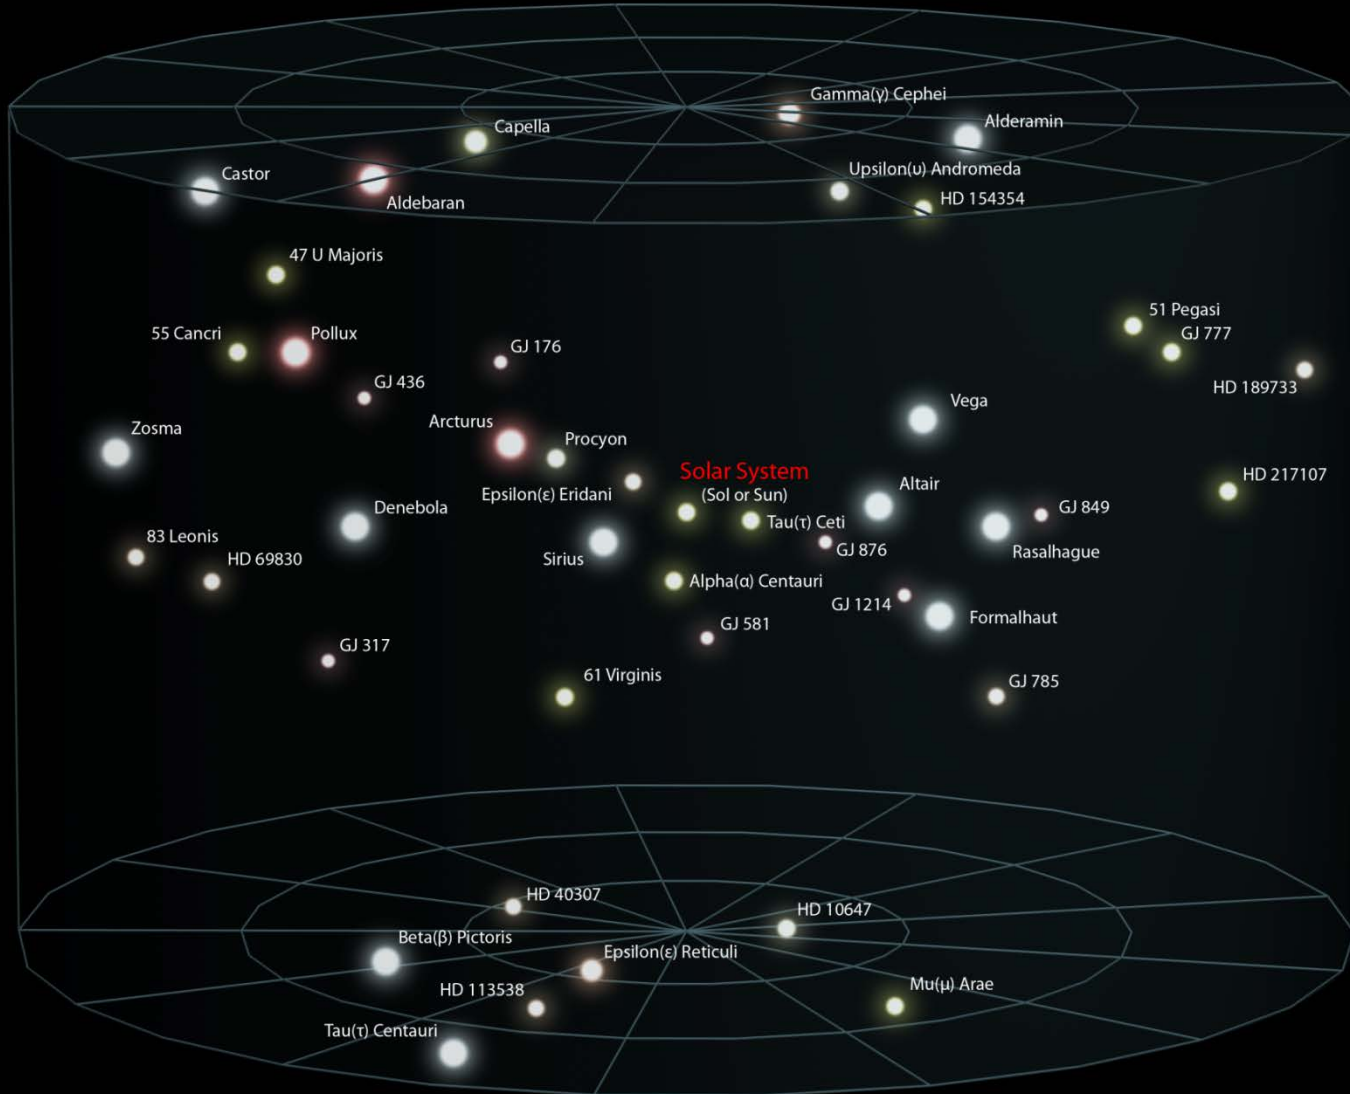 Gamma(γ) Cephei
Capella
Alderamin
Castor
Upsilon(υ) Andromeda
Aldebaran
HD 154354
47 U Majoris
51 Pegasi
55 Cancri
Pollux
GJ 777
GJ 176
GJ 436
HD 189733
Vega
Zosma
Arcturus
Procyon
Solar System
(Sol or Sun)
Epsilon(ε) Eridani
Altair
HD 217107
Denebola
Tau(τ) Ceti
GJ 849
83 Leonis
HD 69830
Sirius
GJ 876
Rasalhague
Alpha(α) Centauri
GJ 1214
Formalhaut
GJ 581
GJ 317
61 Virginis
GJ 785
HD 40307
HD 10647
Beta(β) Pictoris
Epsilon(ε) Reticuli
HD 113538
Mu(μ) Arae
Tau(τ) Centauri